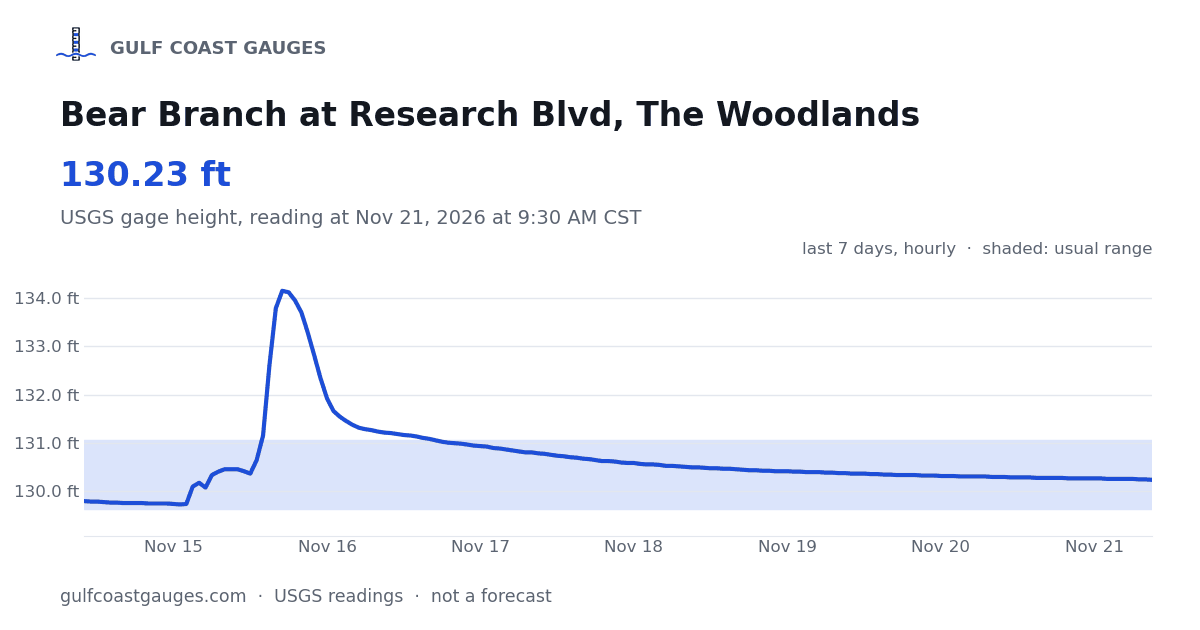 GULF COAST GAUGES
Bear Branch at Research Blvd, The Woodlands
130.23 ft
USGS gage height, reading at Nov 21, 2026 at 9:30 AM CST
last 7 days, hourly · shaded: usual range
134.0 ft
133.0 ft
132.0 ft
131.0 ft
130.0 ft
Nov 15 Nov 16 Nov 17 Nov 18 Nov 19 Nov 20 Nov 21
gulfcoastgauges.com · USGS readings · not a forecast